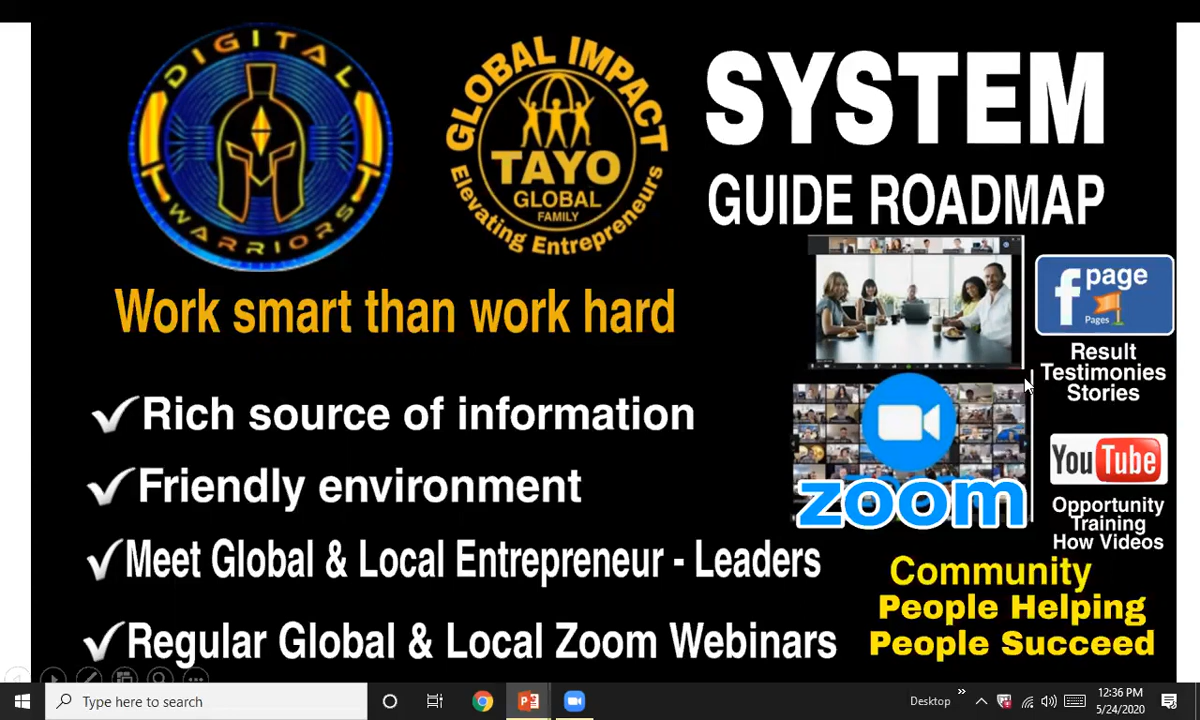 DIGITAL
WARRIORS
GLOBAL IMPACT
TAYO
GLOBAL
FAMILY
Elevating Entrepreneurs
SYSTEM
GUIDE ROADMAP
Work smart than work hard
Rich source of information
Friendly environment
Meet Global & Local Entrepreneur - Leaders
Regular Global & Local Zoom Webinars
zoom
f page
Pages
Result
Testimonies
Stories
YouTube
Opportunity
Training
How Videos
Community
People Helping
People Succeed
Type here to search
Desktop
12:36 PM
5/24/2020